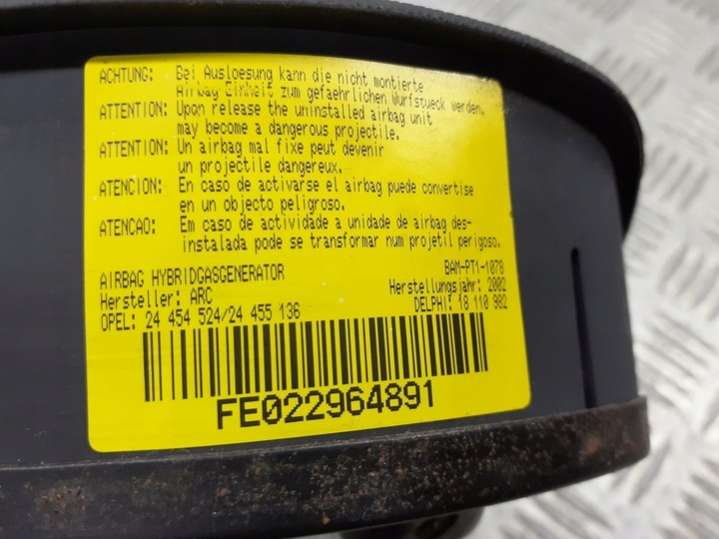 ACHTUNG: Bei Ausloesung kann die nicht montierte
Airbag Einheit zum gefaehrlichen Wurfstueck werden.
ATTENTION: Upon release the uninstalled airbag unit
may become a dangerous projectile.
ATTENTION: Un airbag mal fixe peut devenir
un projectile dangereux.
ATENCION: En caso de activarse el airbag puede convertise
en un objecto peligroso.
ATENCAO: Em caso de actividade a unidade de airbag des-
instalada pode se transformar num projetil perigoso.
AIRBAG HYBRIDGASGENERATOR BAM-PT1-1078
Hersteller: ARC Herstellungsjahr: 2002
OPEL: 24 454 524/24 455 136 DELPHI: 18 110 982
FE022964891